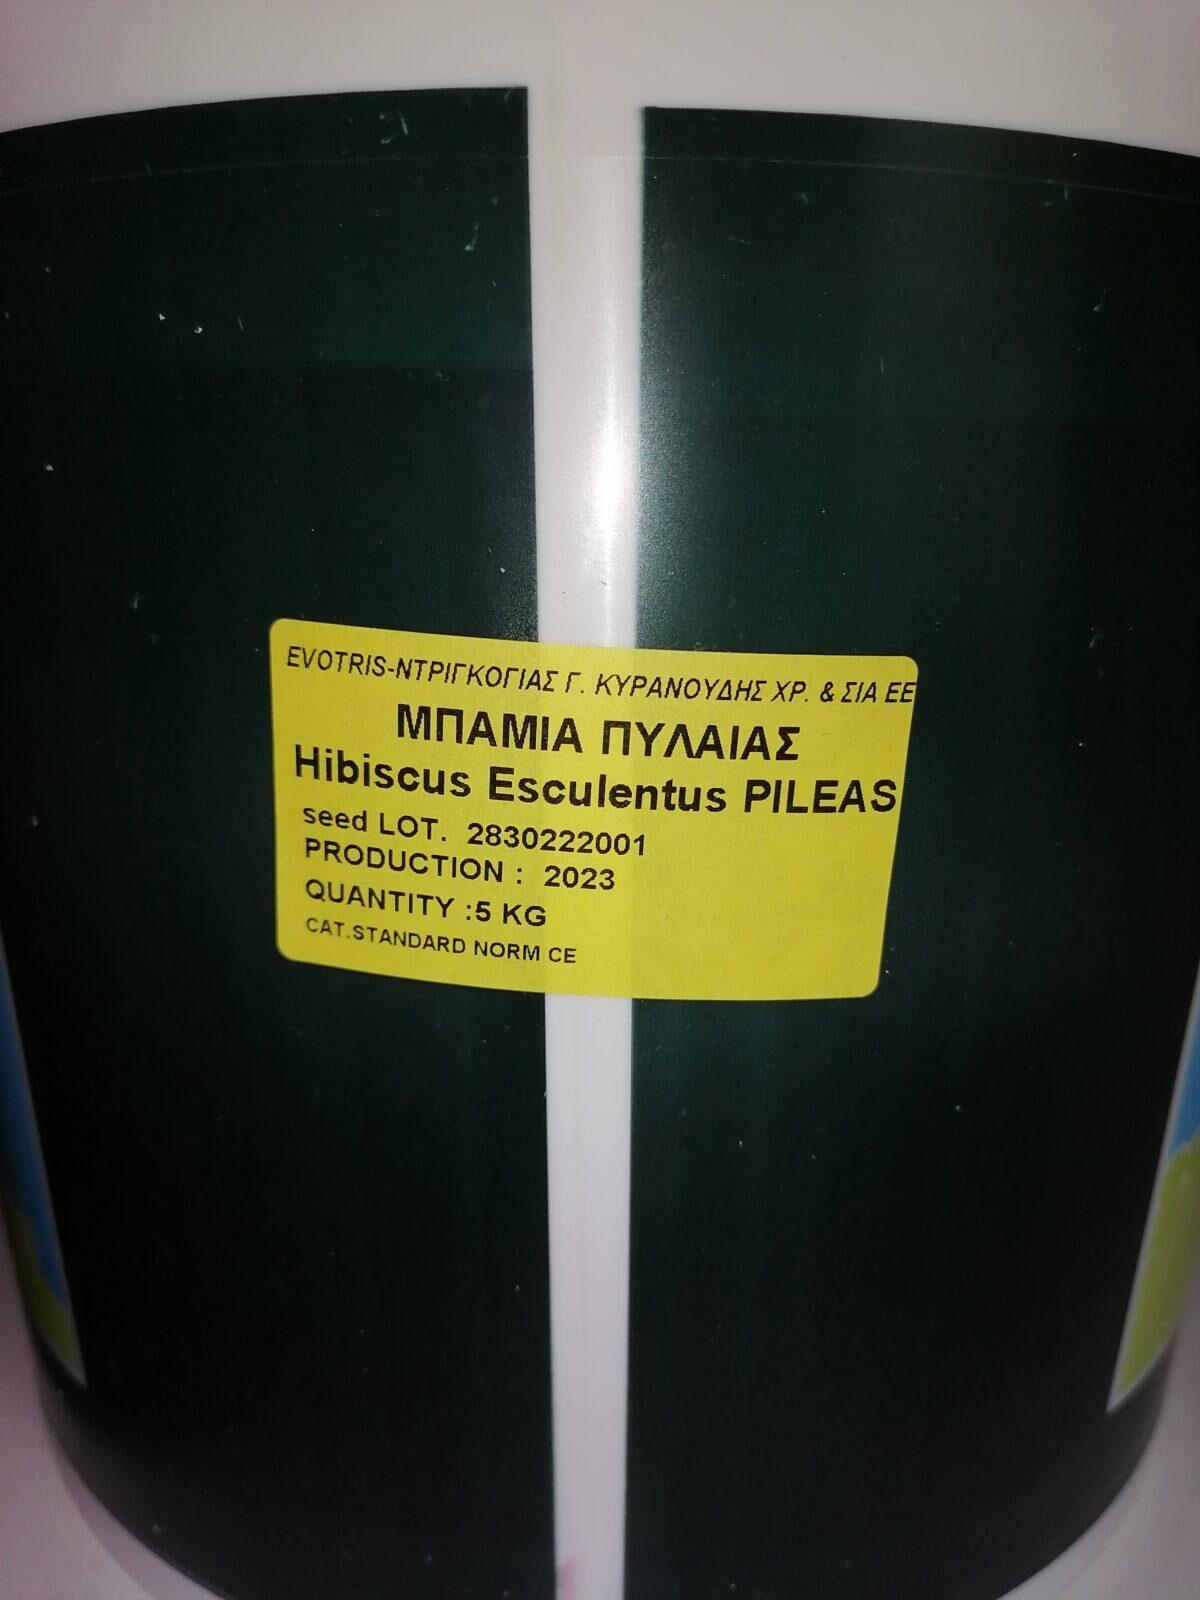 EVOTRIS-ΝΤΡΙΓΚΟΓΙΑΣ Γ. ΚΥΡΑΝΟΥΔΗΣ ΧΡ. & ΣΙΑ ΕΕ
ΜΠΑΜΙΑ ΠΥΛΑΙΑΣ
Hibiscus Esculentus PILEAS
seed LOT. 2830222001
PRODUCTION : 2023
QUANTITY :5 KG
CAT.STANDARD NORM CE